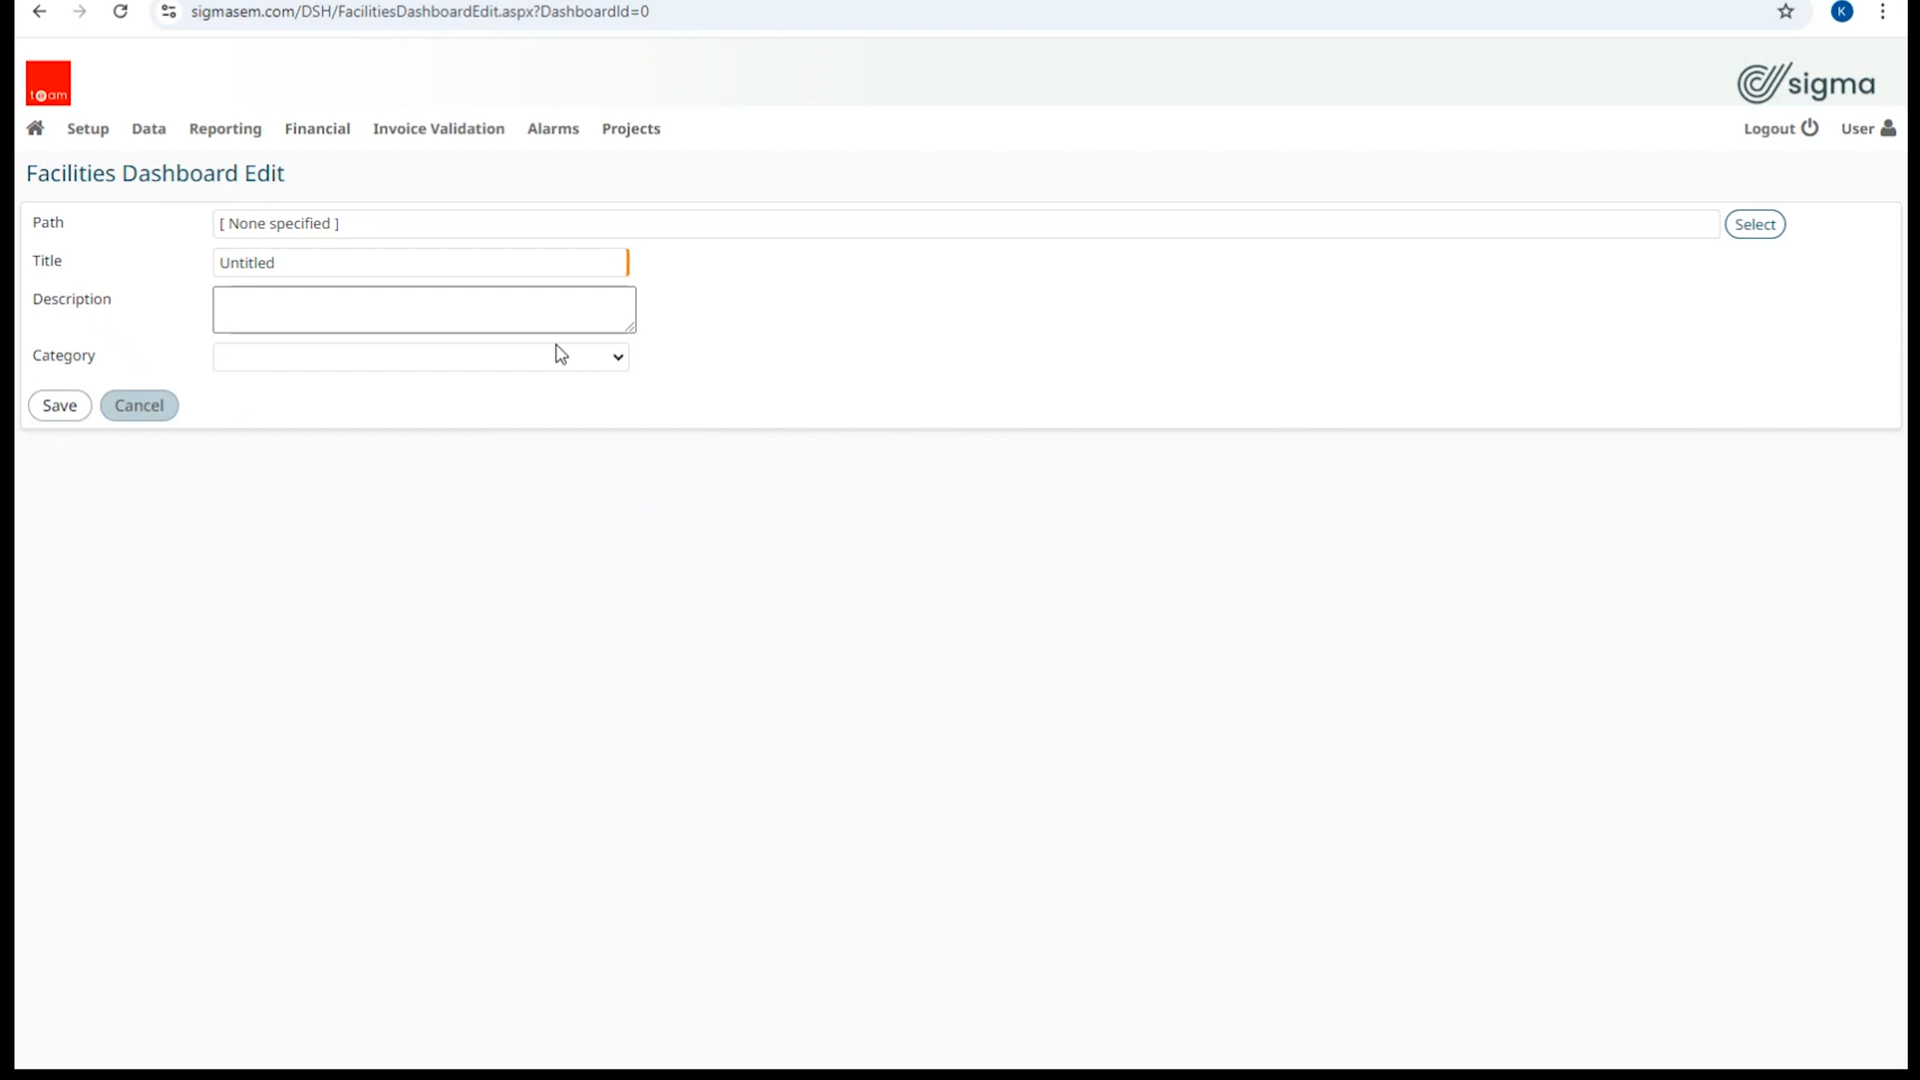 sigmasem.com/DSH/FacilitiesDashboardEdit.aspx?DashboardId=0
K
team
sigma
Setup Data Reporting Financial Invoice Validation Alarms Projects Logout User
Facilities Dashboard Edit
Path [ None specified ] Select
Title Untitled
Description
Category
Save Cancel